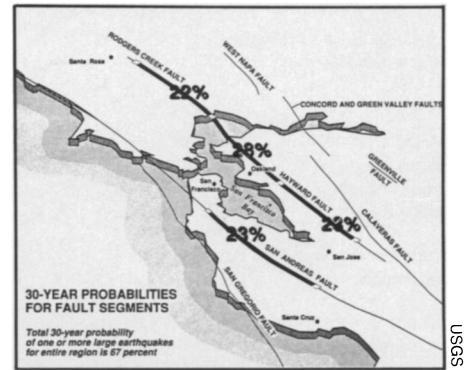 RODGERS CREEK FAULT
Santa Rosa
WEST NAPA FAULT
22%
CONCORD AND GREEN VALLEY FAULTS
28%
Oakland
GREENVILLE
FAULT
San
Francisco
HAYWARD FAULT
San Francisco
Bay
23%
23%
CALAVERAS FAULT
SAN ANDREAS FAULT
San Jose
SAN GREGORIO FAULT
Santa Cruz
30-YEAR PROBABILITIES
FOR FAULT SEGMENTS
Total 30-year probability
of one or more large earthquakes
for entire region is 67 percent
USGS